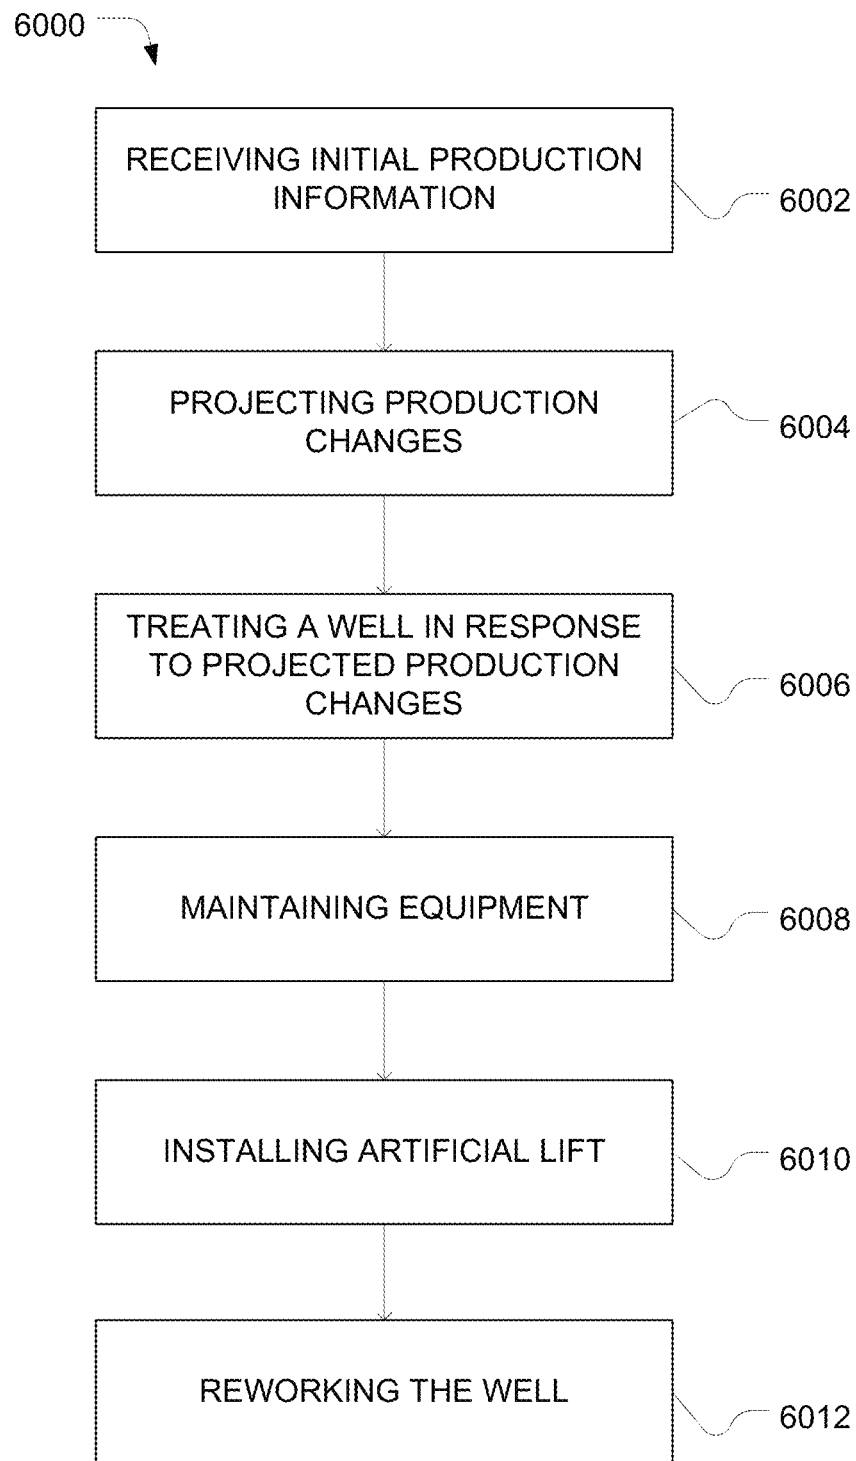 6000
RECEIVING INITIAL PRODUCTION
INFORMATION
6002
PROJECTING PRODUCTION
CHANGES
6004
TREATING A WELL IN RESPONSE
TO PROJECTED PRODUCTION
CHANGES
6006
MAINTAINING EQUIPMENT
6008
INSTALLING ARTIFICIAL LIFT
6010
REWORKING THE WELL
6012